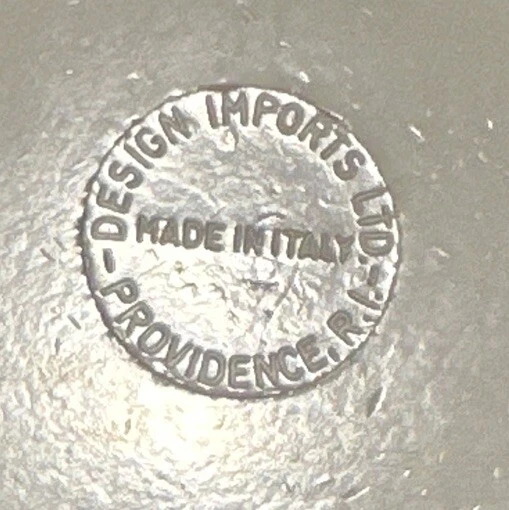 DESIGN IMPORTS LTD.
MADE IN ITALY
PROVIDENCE, R.I.